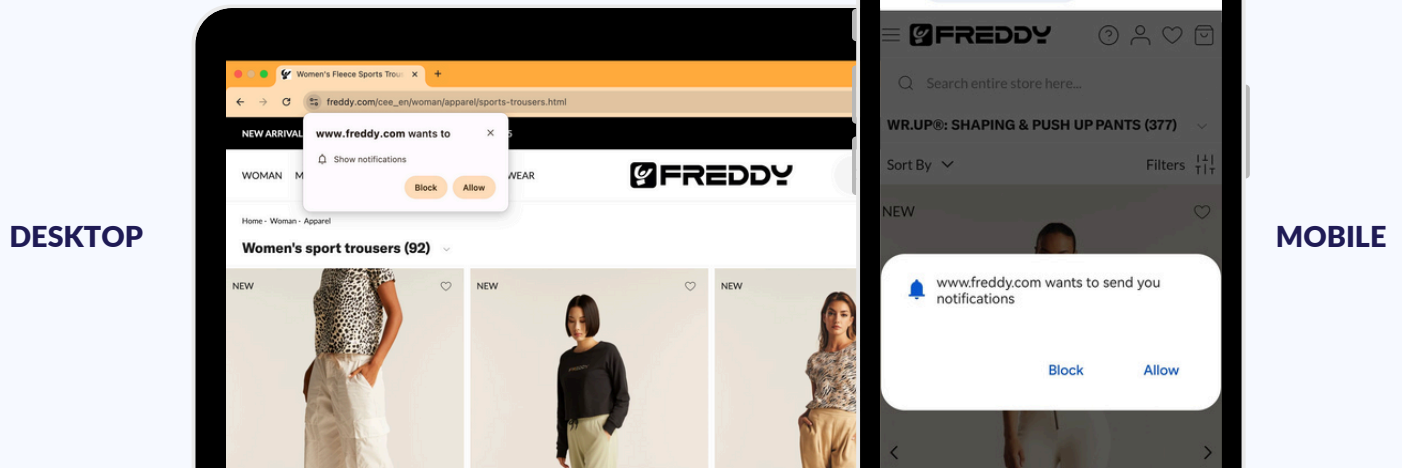 DESKTOP
Women's Fleece Sports Trou
freddy.com/cee_en/woman/apparel/sports-trousers.html
NEW ARRIVAL
www.freddy.com wants to
Show notifications
Block Allow
WOMAN M WEAR
FREDDY
Home - Woman - Apparel
Women's sport trousers (92)
NEW
NEW
NEW
FREDDY
FREDDY
Search entire store here...
WR.UP®: SHAPING & PUSH UP PANTS (377)
Sort By Filters
NEW
www.freddy.com wants to send you
notifications
Block Allow
MOBILE